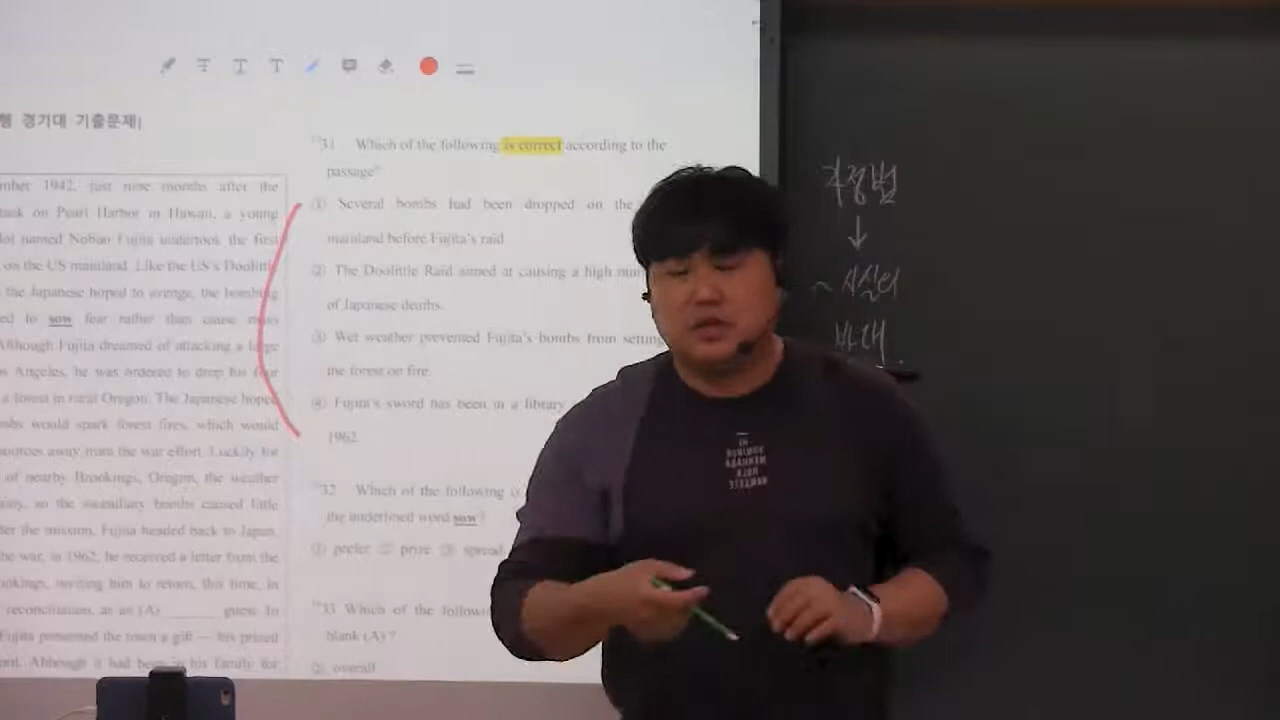 템 경기대 기출문제]
mber 1942, just nine months after the
tack on Pearl Harbor in Hawaii, a young
lot named Nobuo Fujita undertook the first
on the US mainland. Like the US's Doolittle
the Japanese hoped to avenge, the bombing
ed to sow fear rather than cause mass
Although Fujita dreamed of attacking a large
os Angeles, he was ordered to drop his four
a forest in rural Oregon. The Japanese hoped
mbs would spark forest fires, which would
sources away from the war effort. Luckily for
of nearby Brookings, Oregon, the weather
rainy, so the incendiary bombs caused little
ter the mission, Fujita headed back to Japan.
he war, in 1962, he received a letter from the
ookings, inviting him to return, this time, in
reconciliation, as an (A) ______ guest. In
Fujita presented the town a gift — his prized
ord. Although it had been in his family for
31 Which of the following is correct according to the
passage?
① Several bombs had been dropped on the
mainland before Fujita's raid.
② The Doolittle Raid aimed at causing a high num
of Japanese deaths.
③ Wet weather prevented Fujita's bombs from setting
the forest on fire.
④ Fujita's sword has been in a library
1962.
32 Which of the following
the underlined word sow?
① prefer ② prize ③ spread
33 Which of the followin
blank (A)?
① overall
걱정법
↓
~ 사실의
반대